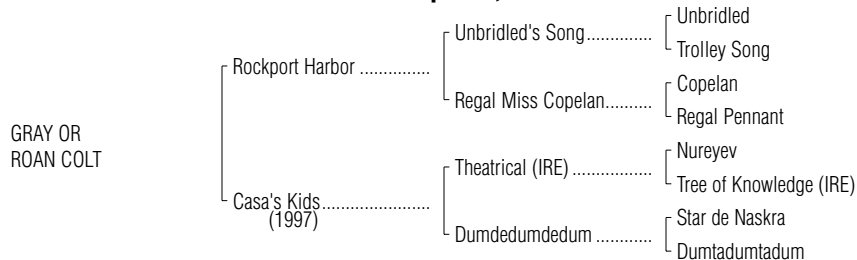 Unbridled
Unbridled's Song..............
Trolley Song
Rockport Harbor ...............
Copelan
Regal Miss Copelan..........
Regal Pennant
GRAY OR
ROAN COLT
Nureyev
Theatrical (IRE) .................
Tree of Knowledge (IRE)
Casa's Kids.......................
(1997)
Star de Naskra
Dumdedumdedum ............
Dumtadumtadum